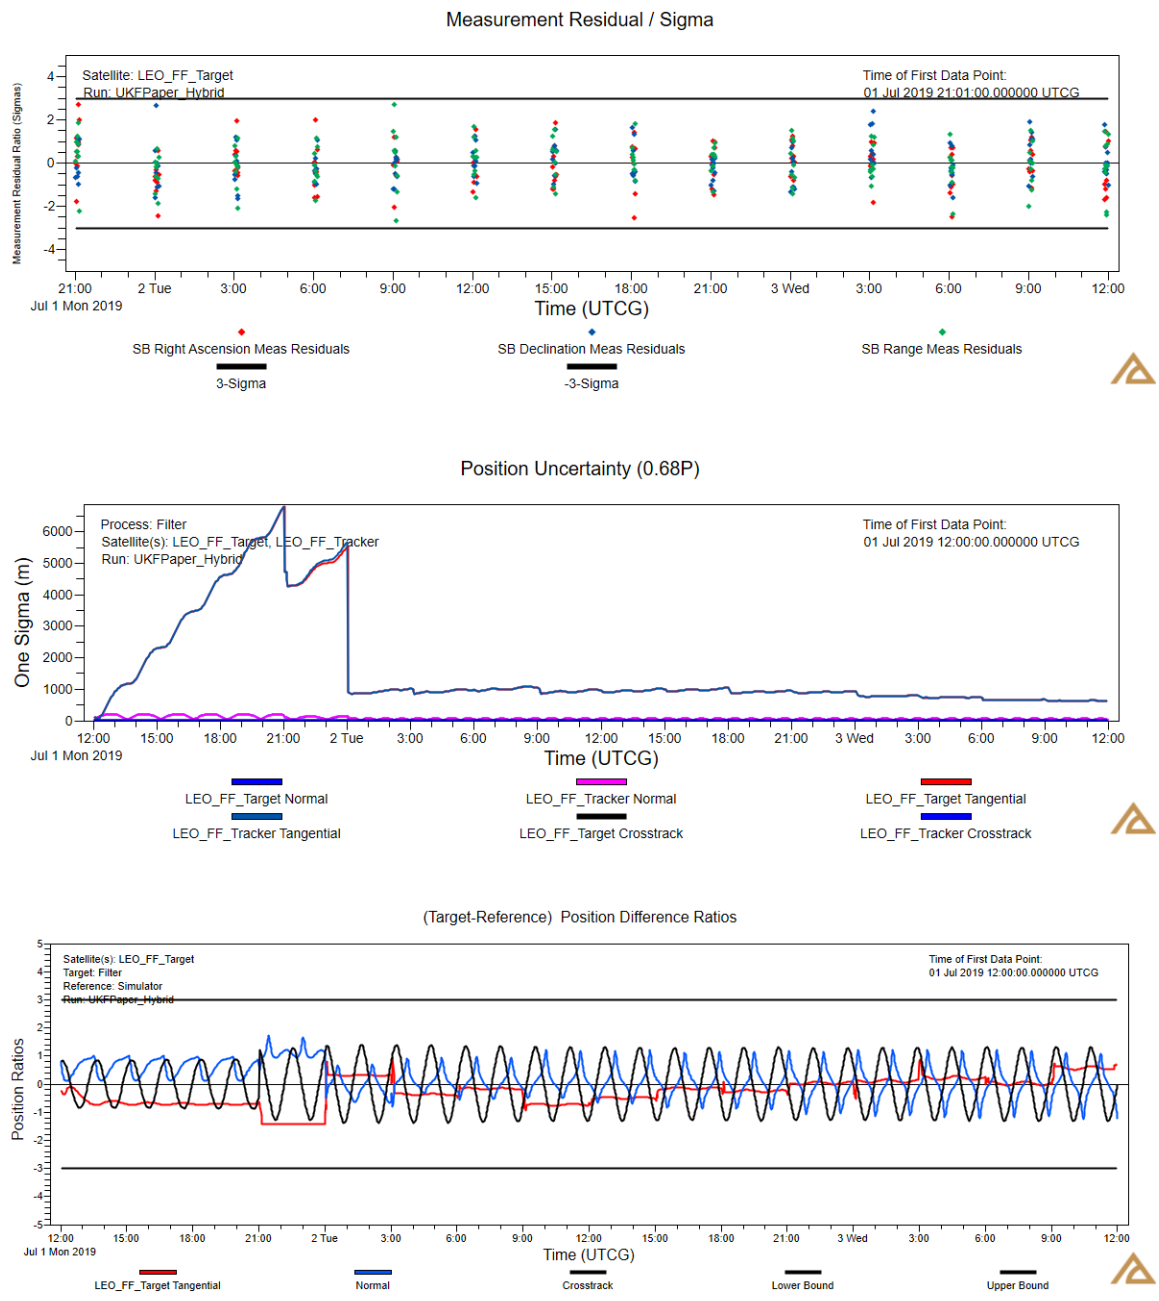 Measurement Residual / Sigma
Satellite: LEO_FF_Target
Run: UKFPaper_Hybrid
Time of First Data Point:
01 Jul 2019 21:01:00.000000 UTCG
Measurement Residual Ratio (Sigmas)
4
2
0
-2
-4
21:00 2 Tue 3:00 6:00 9:00 12:00 15:00 18:00 21:00 3 Wed 3:00 6:00 9:00 12:00
Jul 1 Mon 2019
Time (UTCG)
SB Right Ascension Meas Residuals
SB Declination Meas Residuals
SB Range Meas Residuals
3-Sigma
-3-Sigma
Position Uncertainty (0.68P)
Process: Filter
Satellite(s): LEO_FF_Target, LEO_FF_Tracker
Run: UKFPaper_Hybrid
Time of First Data Point:
01 Jul 2019 12:00:00.000000 UTCG
One Sigma (m)
6000
5000
4000
3000
2000
1000
0
12:00 15:00 18:00 21:00 2 Tue 3:00 6:00 9:00 12:00 15:00 18:00 21:00 3 Wed 3:00 6:00 9:00 12:00
Jul 1 Mon 2019
Time (UTCG)
LEO_FF_Target Normal
LEO_FF_Tracker Normal
LEO_FF_Target Tangential
LEO_FF_Tracker Tangential
LEO_FF_Target Crosstrack
LEO_FF_Tracker Crosstrack
(Target-Reference) Position Difference Ratios
Satellite(s): LEO_FF_Target
Target: Filter
Reference: Simulator
Run: UKFPaper_Hybrid
Time of First Data Point:
01 Jul 2019 12:00:00.000000 UTCG
Position Ratios
5
4
3
2
1
0
-1
-2
-3
-4
-5
12:00 15:00 18:00 21:00 2 Tue 3:00 6:00 9:00 12:00 15:00 18:00 21:00 3 Wed 3:00 6:00 9:00 12:00
Jul 1 Mon 2019
Time (UTCG)
LEO_FF_Target Tangential
Normal
Crosstrack
Lower Bound
Upper Bound